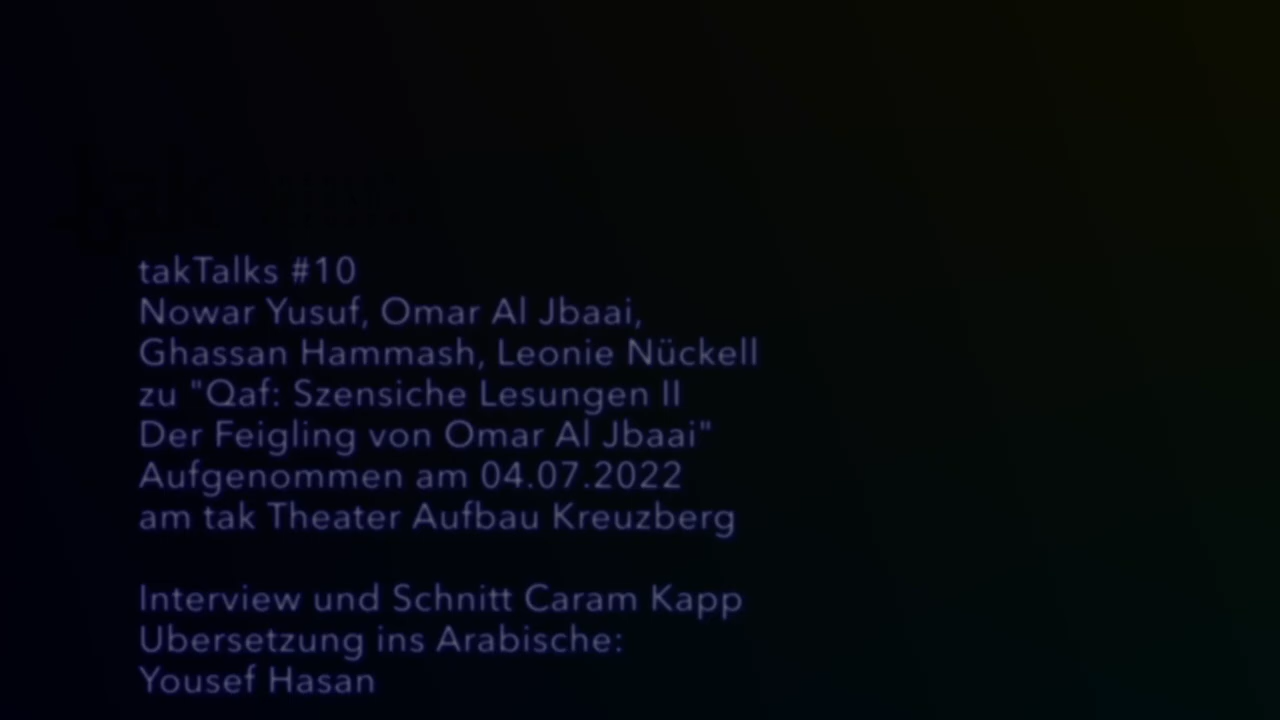 takTalks #10
Nowar Yusuf, Omar Al Jbaai,
Ghassan Hammash, Leonie Nückell
zu "Qaf: Szensiche Lesungen II
Der Feigling von Omar Al Jbaai"
Aufgenommen am 04.07.2022
am tak Theater Aufbau Kreuzberg
Interview und Schnitt Caram Kapp
Ubersetzung ins Arabische:
Yousef Hasan